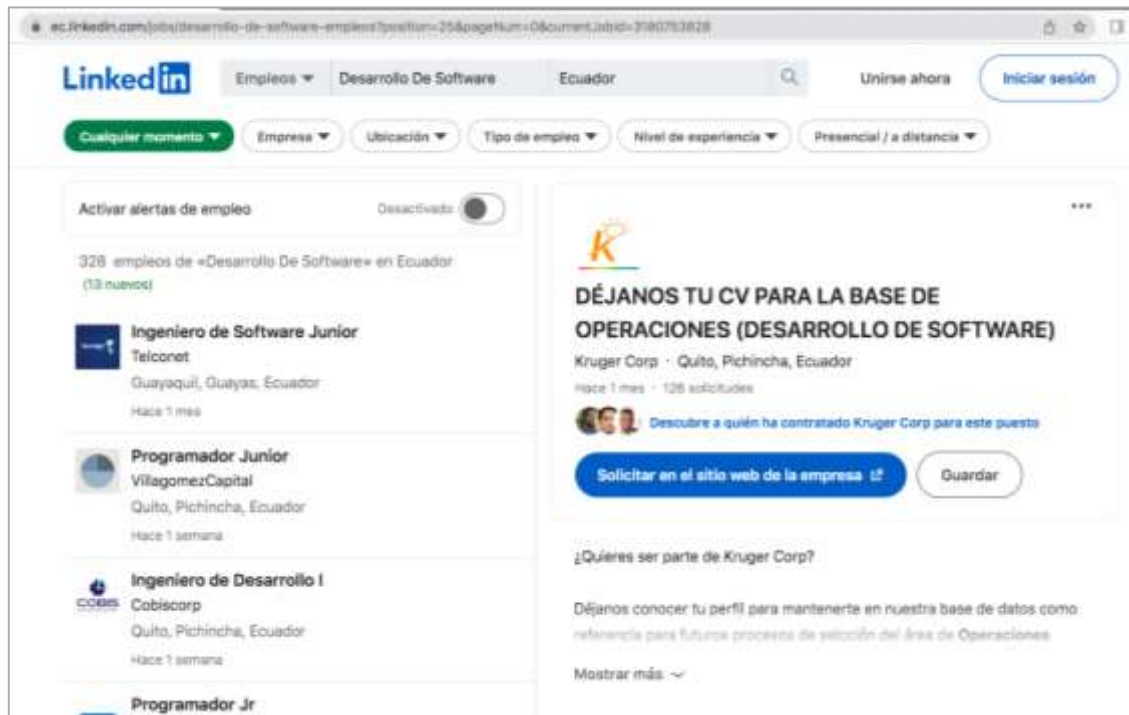 ec.linkedin.com/jobs/desarrollo-de-software-empleos?position=25&pageNum=0&currentJobId=3180753828
Linked in
Empleos
Desarrollo De Software
Ecuador
Unirse ahora
Iniciar sesión
Cualquier momento
Empresa
Ubicación
Tipo de empleo
Nivel de experiencia
Presencial / a distancia
Activar alertas de empleo
Desactivado
328 empleos de «Desarrollo De Software» en Ecuador
(13 nuevos)
Ingeniero de Software Junior
Telconet
Guayaquil, Guayas, Ecuador
Hace 1 mes
Programador Junior
VillagomezCapital
Quito, Pichincha, Ecuador
Hace 1 semana
COBIS
Ingeniero de Desarrollo I
Cobiscorp
Quito, Pichincha, Ecuador
Hace 1 semana
Programador Jr
K
DÉJANOS TU CV PARA LA BASE DE
OPERACIONES (DESARROLLO DE SOFTWARE)
Kruger Corp · Quito, Pichincha, Ecuador
Hace 1 mes · 126 solicitudes
Descubre a quién ha contratado Kruger Corp para este puesto
Solicitar en el sitio web de la empresa
Guardar
¿Quieres ser parte de Kruger Corp?
Déjanos conocer tu perfil para mantenerte en nuestra base de datos como
referencia para futuros procesos de selección del área de Operaciones
Mostrar más